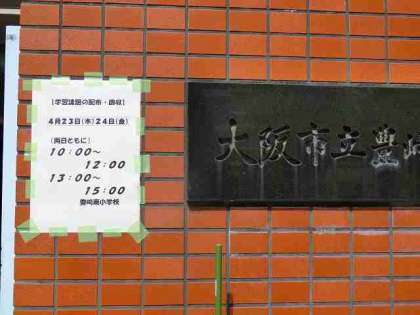 (学習課題の配布・回収)
4月23日(木)24日(金)
(両日ともに)
10:00～
12:00
13:00～
15:00
豊崎南小学校
大阪市立豊崎